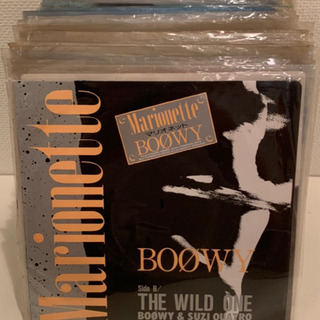 Marionette
Marionette
マリオネット
BOØWY
BOØWY
Side B/
THE WILD ONE
BOØWY & SUZI QUATRO